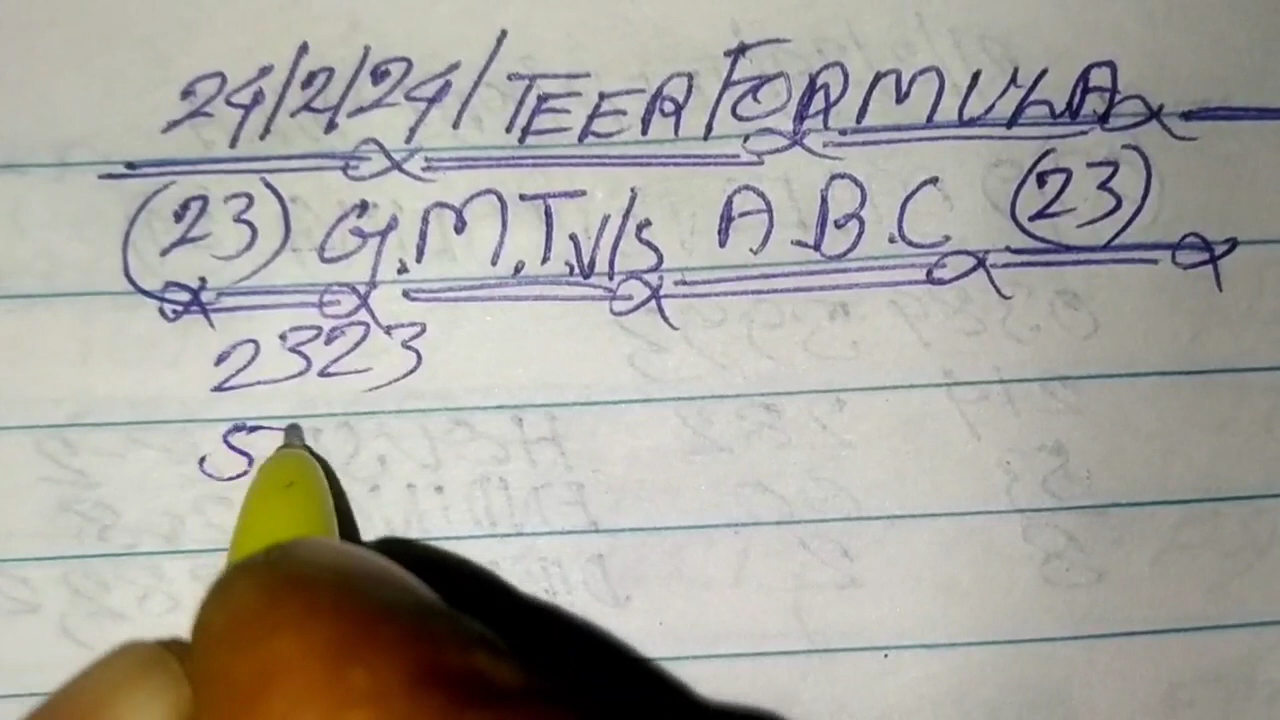 24/2/24/TEER FORMULA
(23) G.M.T. v/s A.B.C (23)
2323
5